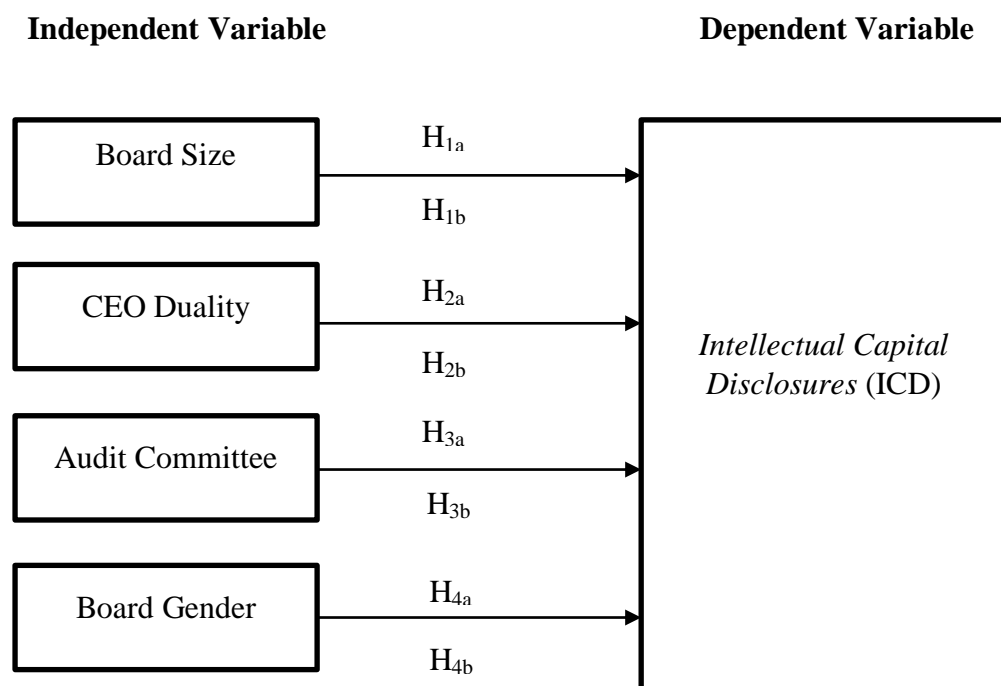 Independent Variable
Dependent Variable
Board Size
H1a
H1b
CEO Duality
H2a
H2b
Intellectual Capital
Disclosures (ICD)
Audit Committee
H3a
H3b
Board Gender
H4a
H4b